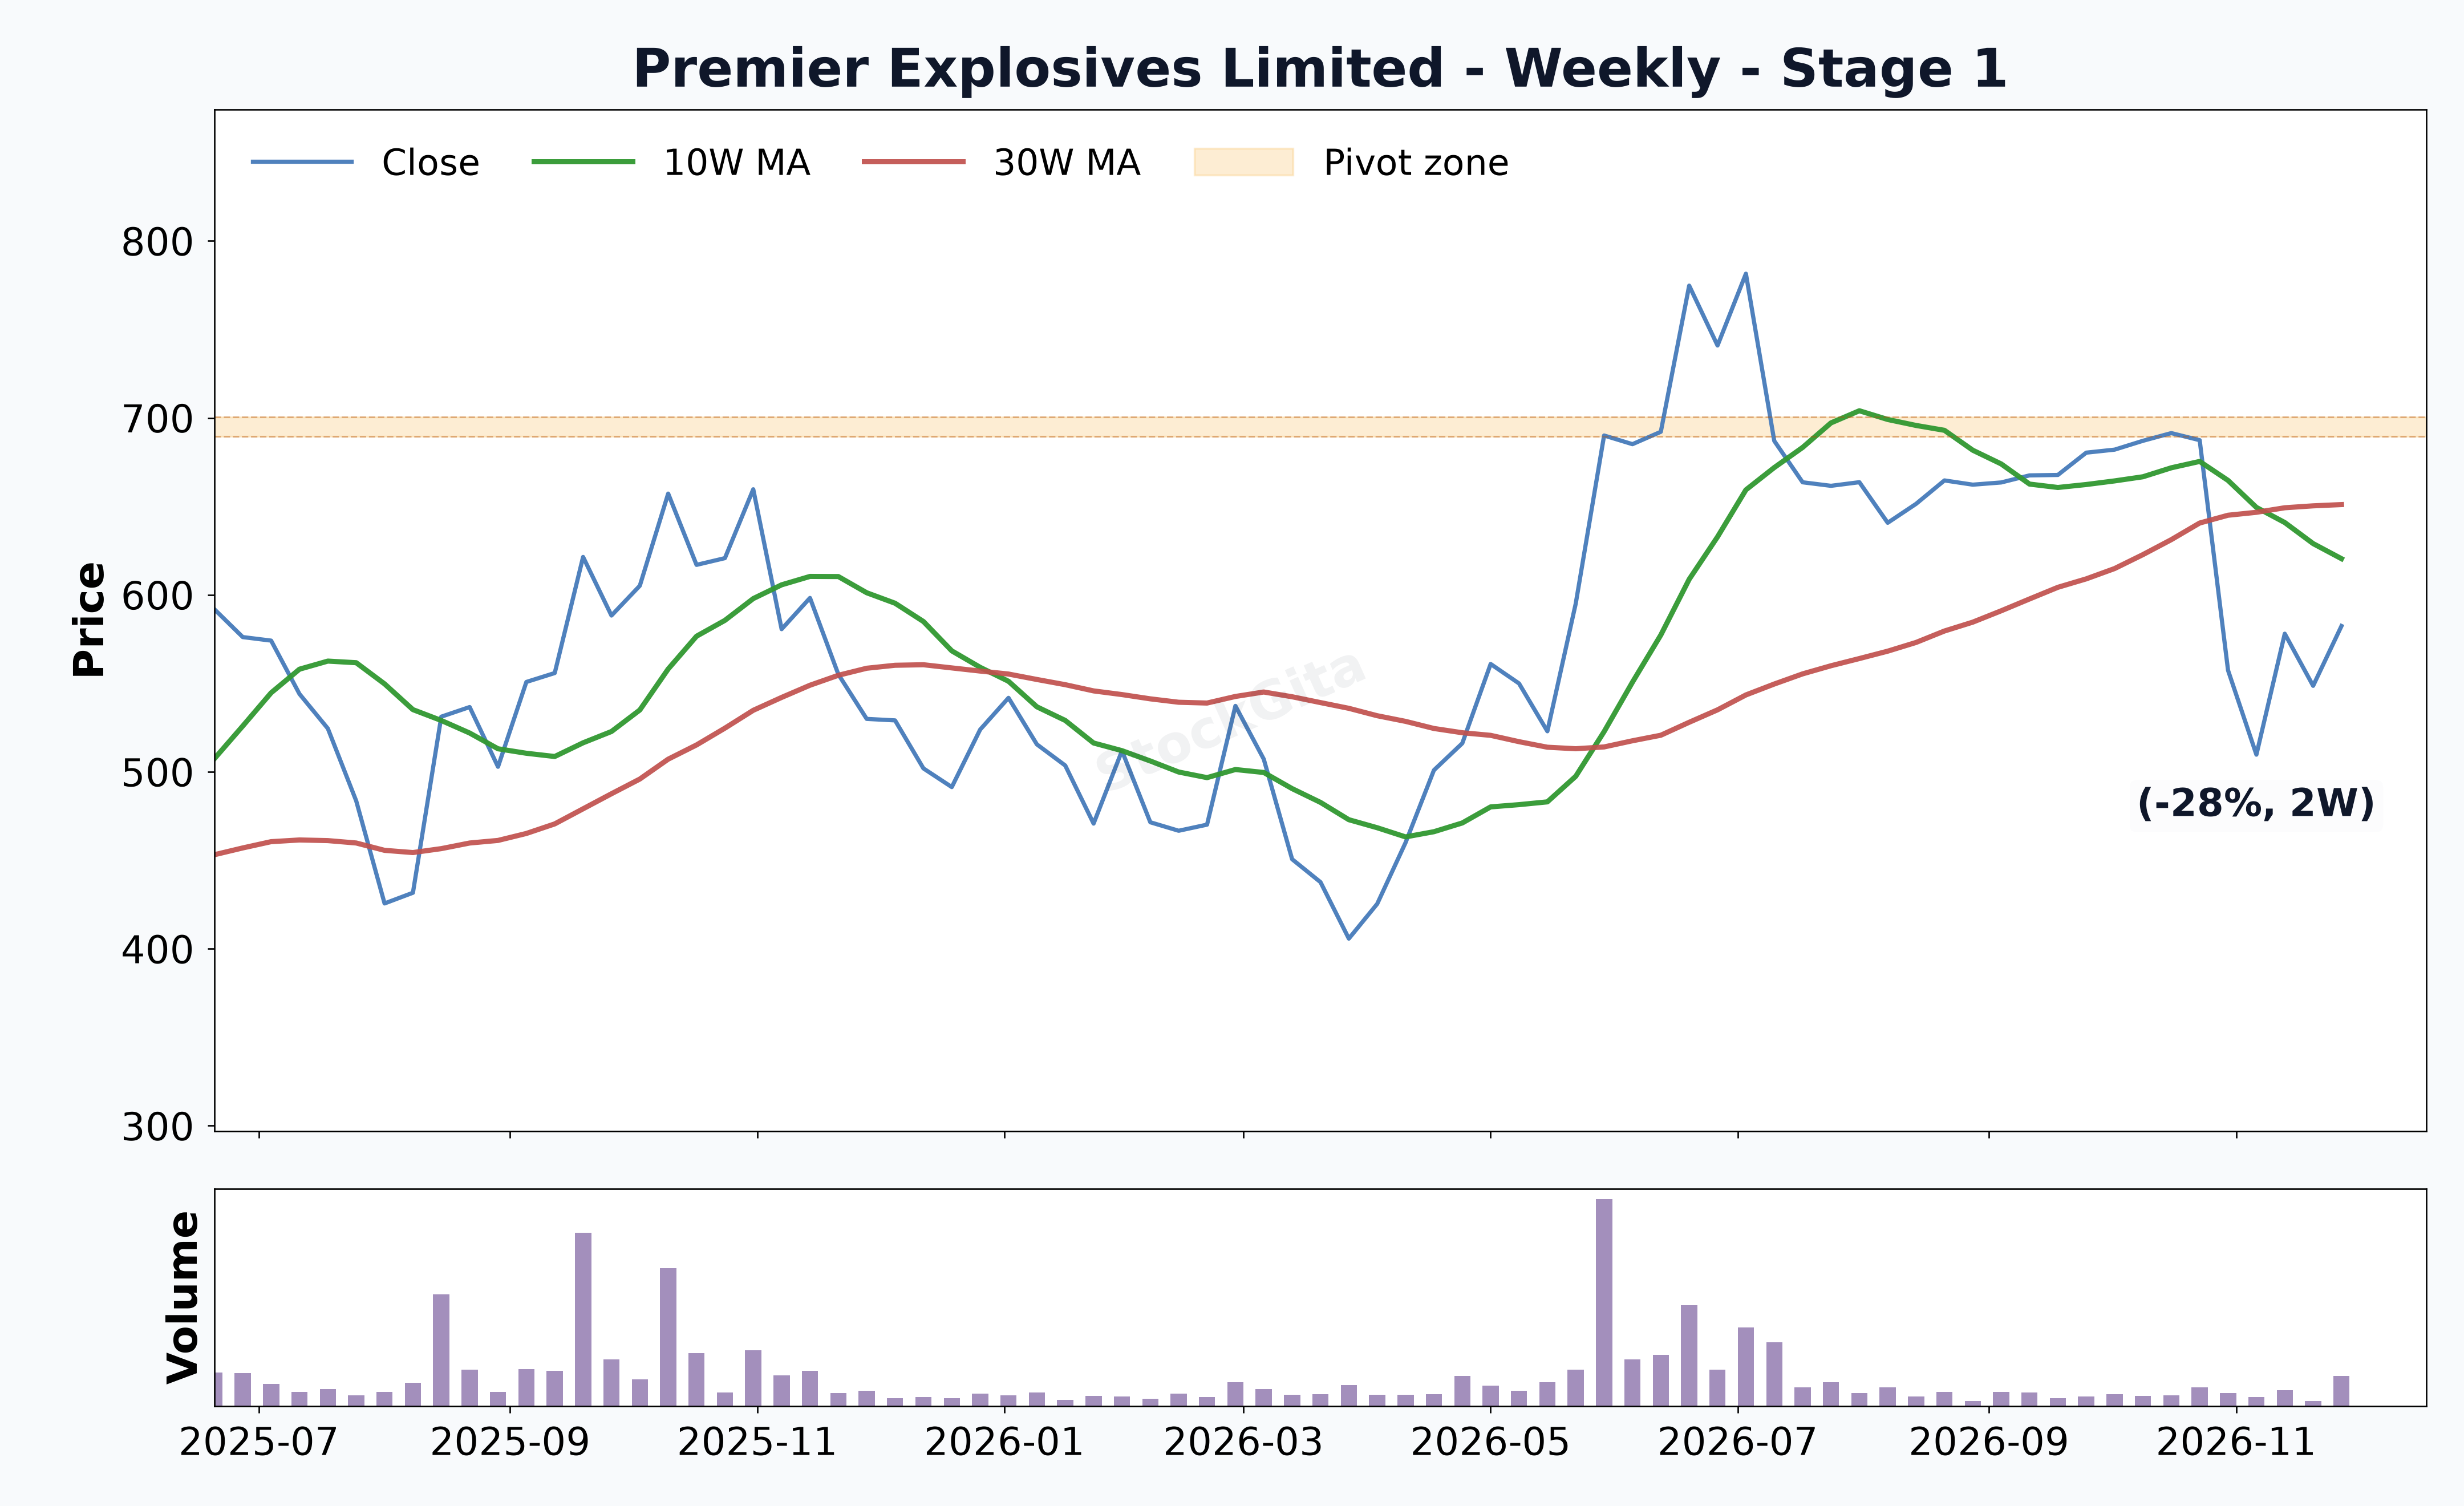 Premier Explosives Limited - Weekly - Stage 1
Close 10W MA 30W MA Pivot zone
800
700
600
500
400
300
Price
StockGita
(-28%, 2W)
Volume
2025-07 2025-09 2025-11 2026-01 2026-03 2026-05 2026-07 2026-09 2026-11